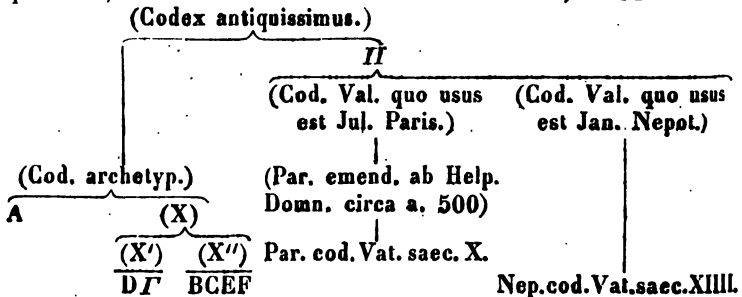 (Codex antiquissimus.)
Π
(Cod. Val. quo usus (Cod. Val. quo usus
est Jul. Paris.) est Jan. Nepot.)
(Cod. archetyp.) (Par. emend. ab Help.
A (X) Domn. circa a. 500)
(X') (X'') Par. cod. Vat. saec. X.
DΓ BCEF Nep. cod. Vat. saec. XIIII.